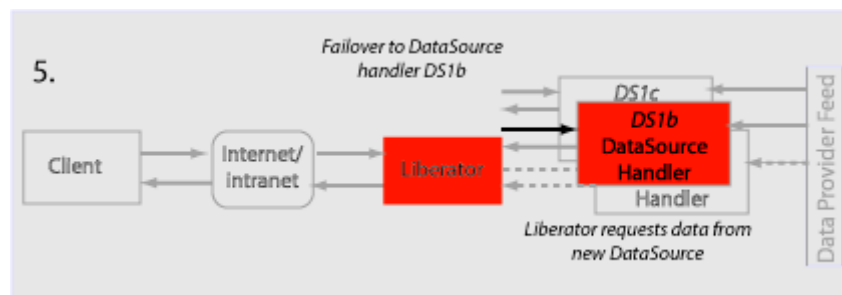 5.
Failover to DataSource
handler DS1b
Client
Internet/
intranet
Liberator
DS1c
DS1b
DataSource
Handler
Handler
Data Provider Feed
Liberator requests data from
new DataSource